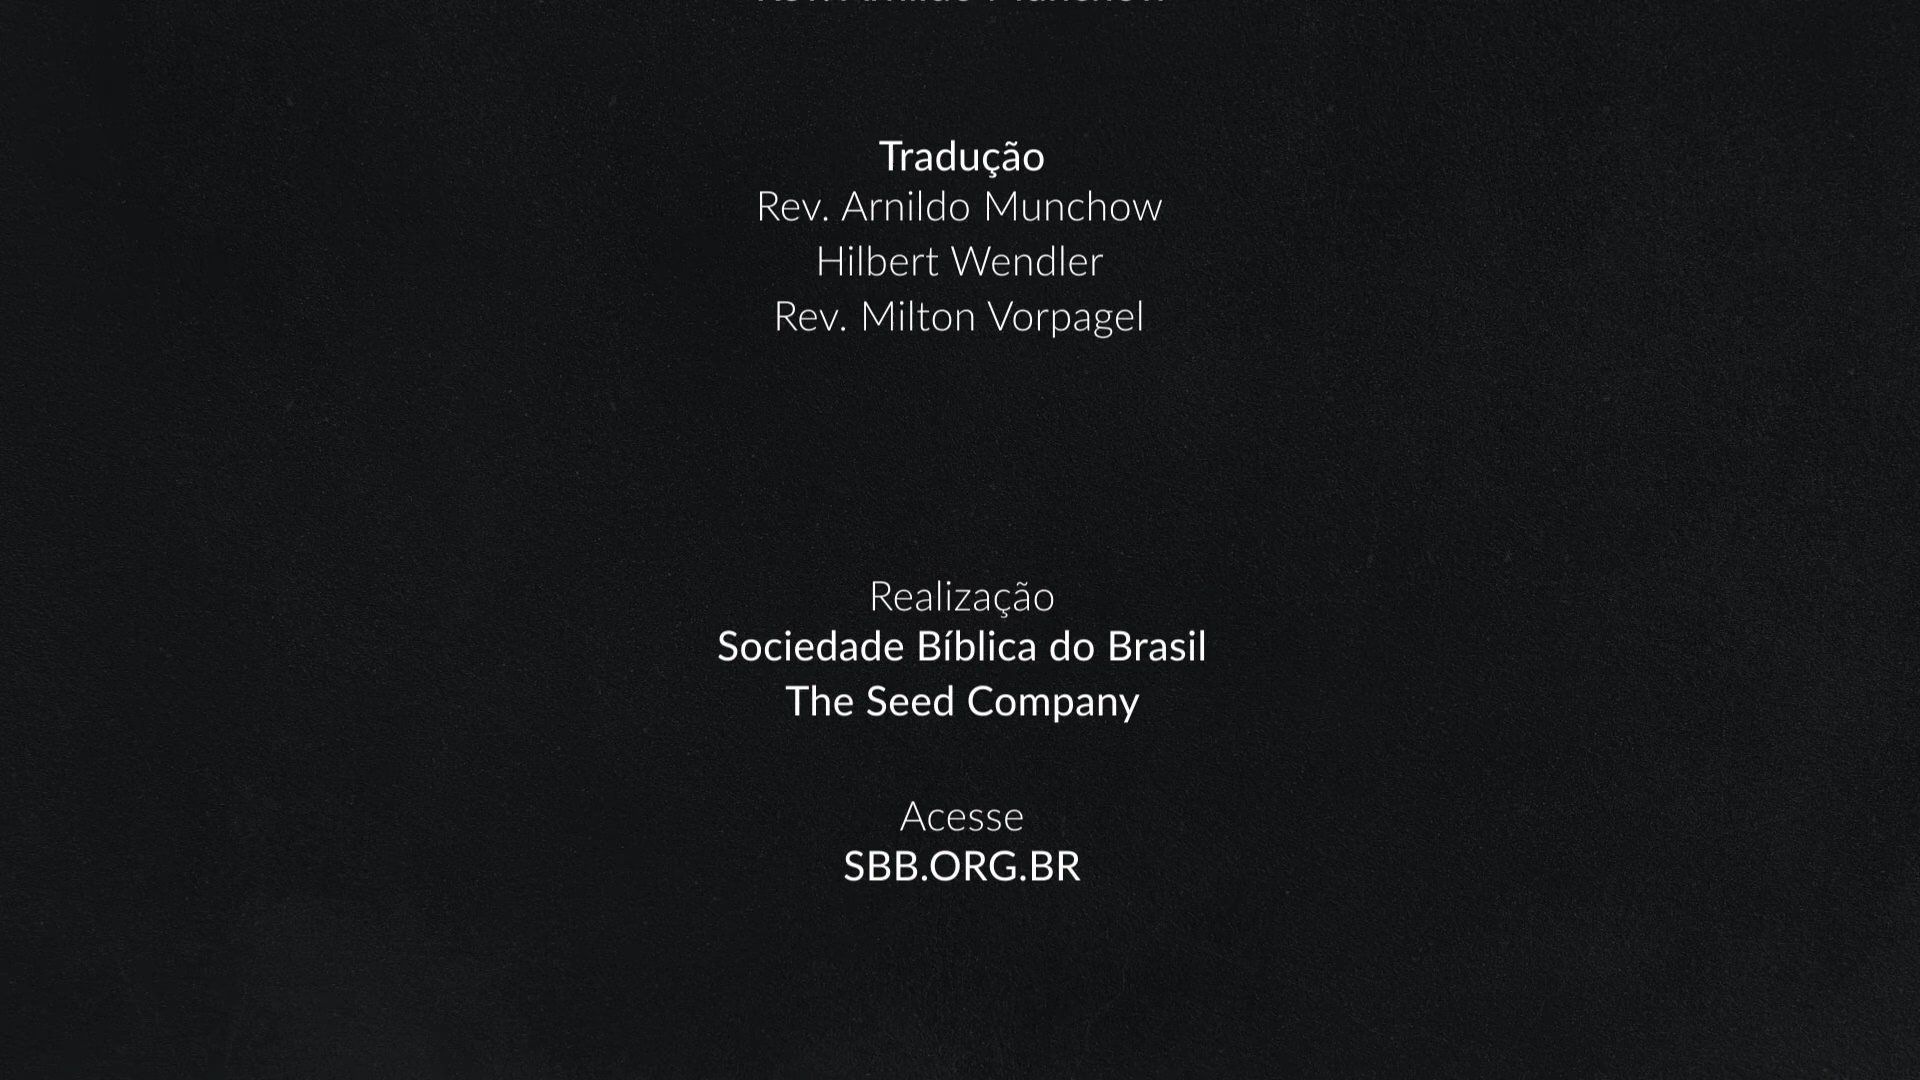 Tradução
Rev. Arnildo Munchow
Hilbert Wendler
Rev. Milton Vorpagel
Realização
Sociedade Bíblica do Brasil
The Seed Company
Acesse
SBB.ORG.BR